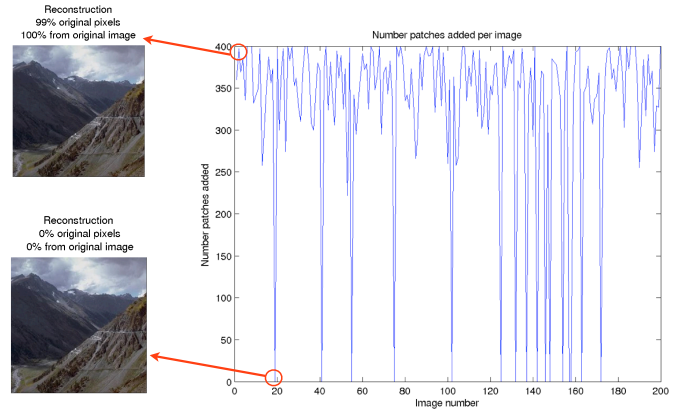 Reconstruction
99% original pixels
100% from original image
Reconstruction
0% original pixels
0% from original image
Number patches added per image
Number patches added
400
350
300
250
200
150
100
50
0
0 20 40 60 80 100 120 140 160 180 200
Image number